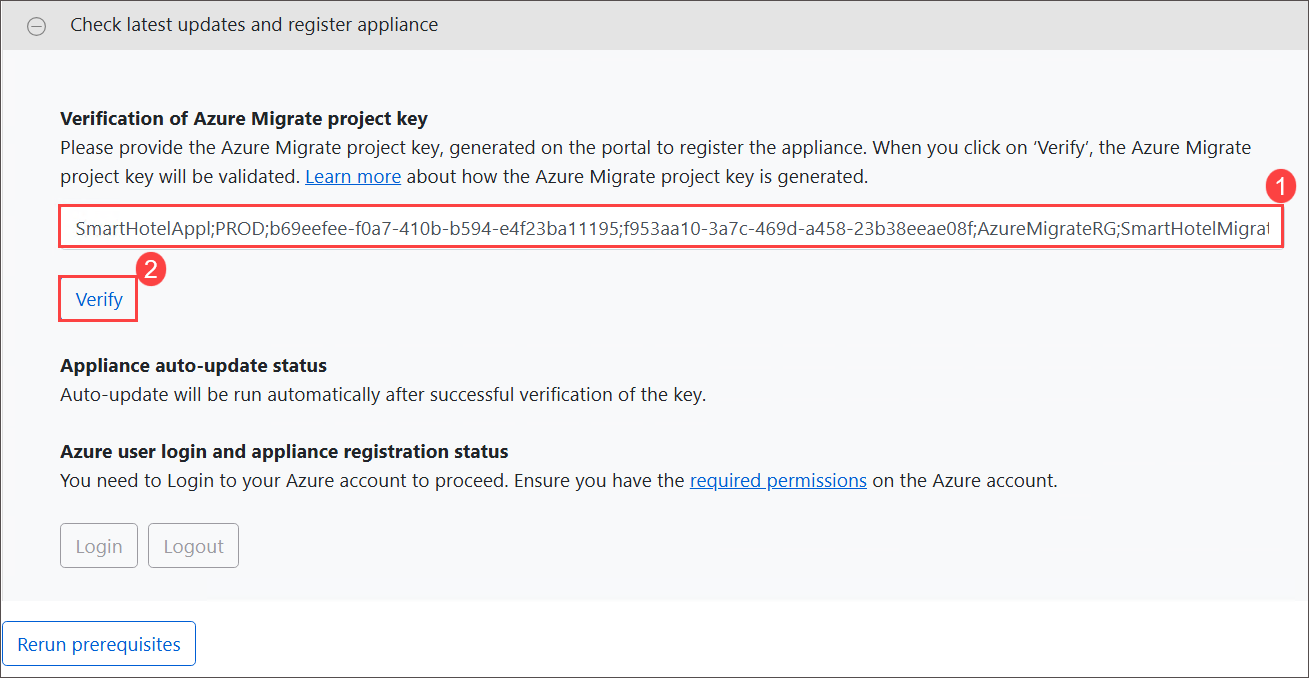 Check latest updates and register appliance
Verification of Azure Migrate project key
Please provide the Azure Migrate project key, generated on the portal to register the appliance. When you click on ‘Verify’, the Azure Migrate
project key will be validated. Learn more about how the Azure Migrate project key is generated.
1
SmartHotelAppl;PROD;b69eefee-f0a7-410b-b594-e4f23ba11195;f953aa10-3a7c-469d-a458-23b38eeae08f;AzureMigrateRG;SmartHotelMigrat
2
Verify
Appliance auto-update status
Auto-update will be run automatically after successful verification of the key.
Azure user login and appliance registration status
You need to Login to your Azure account to proceed. Ensure you have the required permissions on the Azure account.
Login Logout
Rerun prerequisites